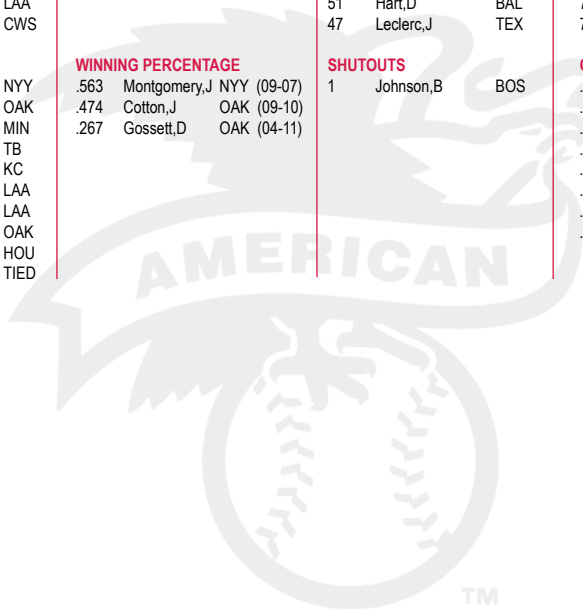 LAA
CWS
NYY
OAK
MIN
TB
KC
LAA
LAA
OAK
HOU
TIED
WINNING PERCENTAGE
.563 Montgomery,J NYY (09-07)
.474 Cotton,J OAK (09-10)
.267 Gossett,D OAK (04-11)
51 Hart,D BAL
47 Leclerc,J TEX
SHUTOUTS
1 Johnson,B BOS
AMERICAN
TM